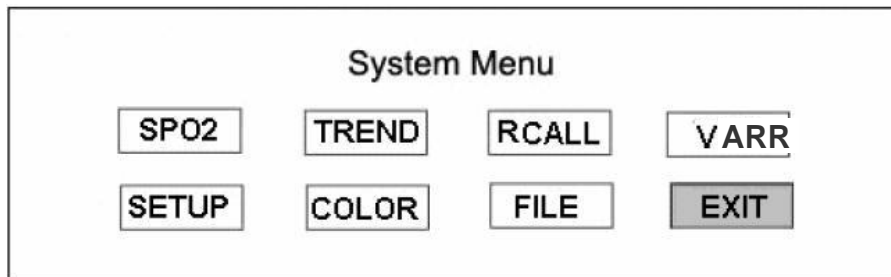 System Menu
SPO2 TREND RCALL VARR
SETUP COLOR FILE EXIT